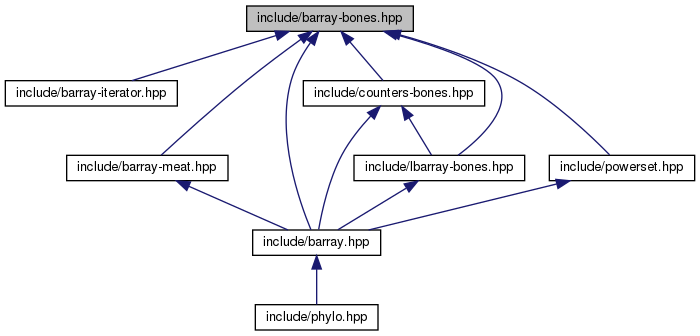 include/barray-bones.hpp
include/barray-iterator.hpp
include/counters-bones.hpp
include/barray-meat.hpp
include/lbarray-bones.hpp
include/powerset.hpp
include/barray.hpp
include/phylo.hpp